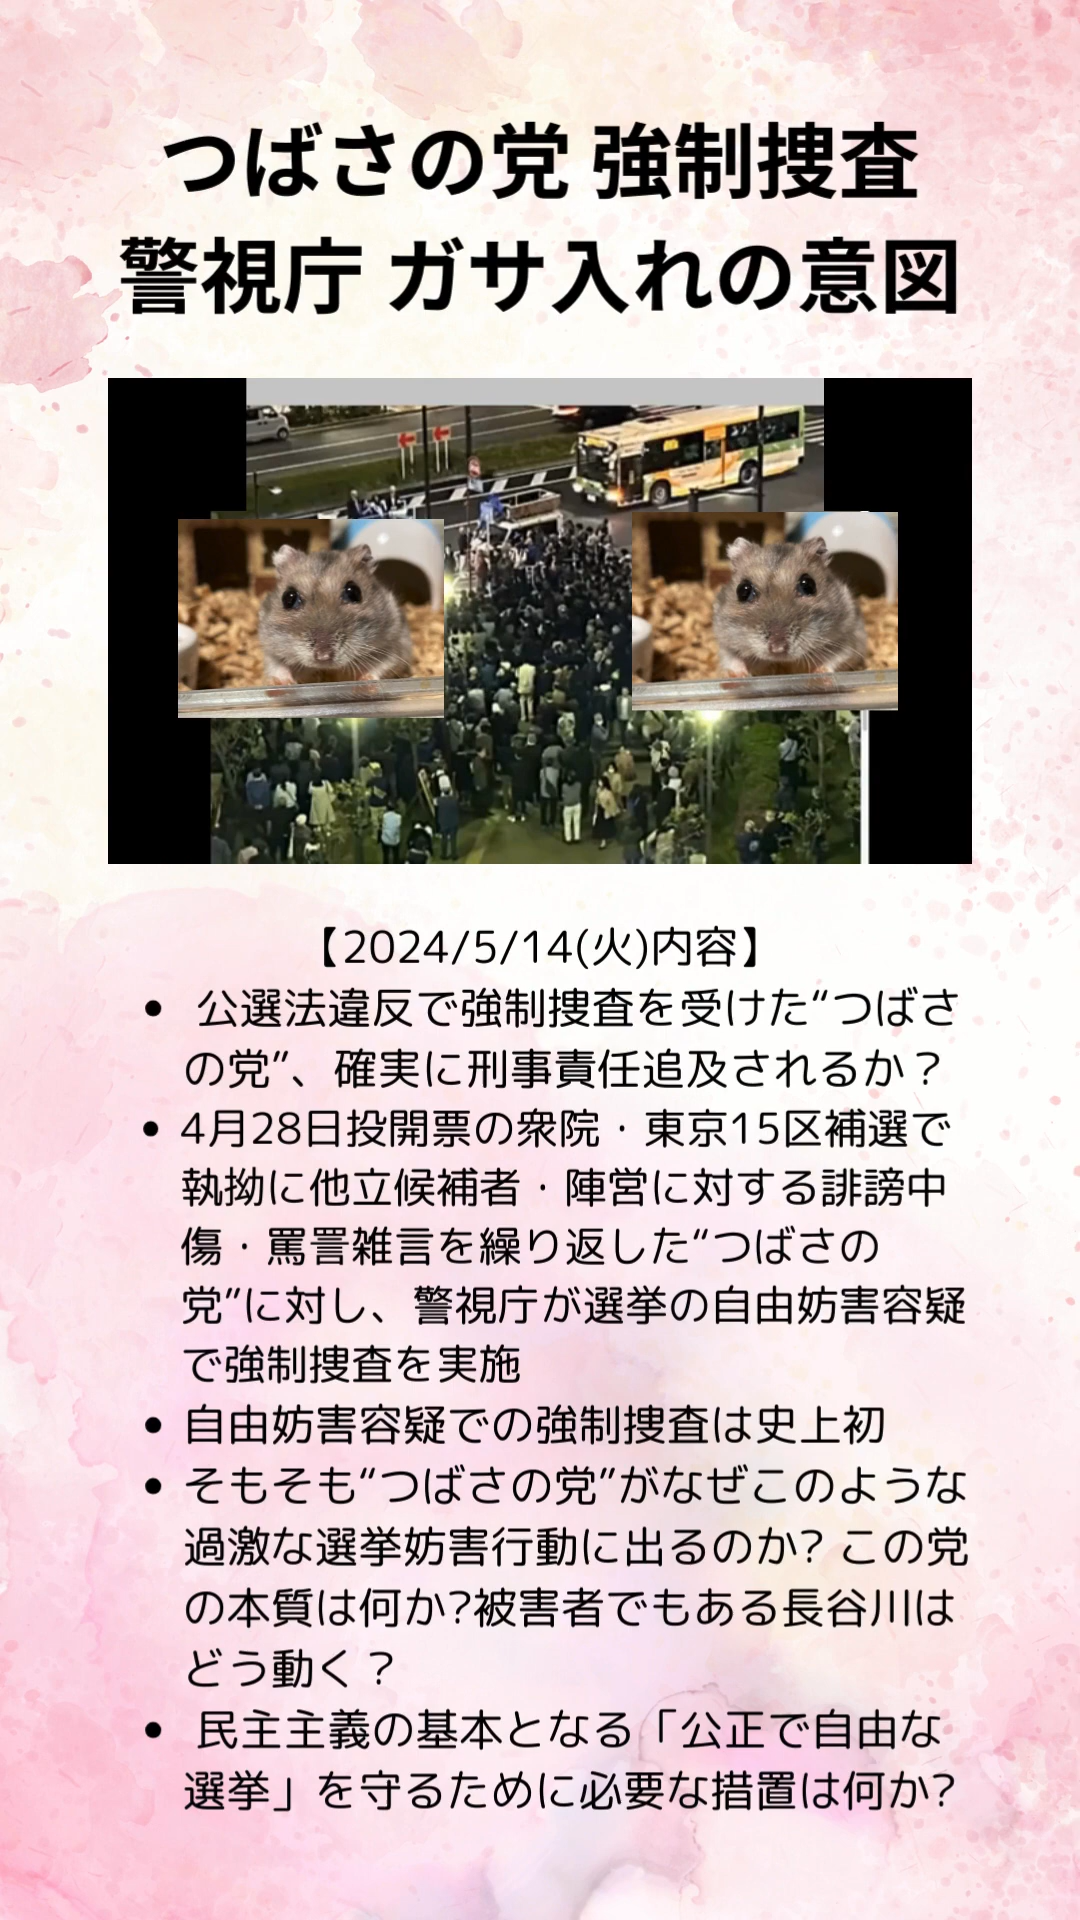 つばさの党 強制捜査
警視庁 ガサ入れの意図
【2024/5/14(火)内容】
• 公選法違反で強制捜査を受けた“つばさ
の党”、確実に刑事責任追及されるか？
• 4月28日投開票の衆院・東京15区補選で
執拗に他立候補者・陣営に対する誹謗中
傷・罵詈雑言を繰り返した“つばさの
党”に対し、警視庁が選挙の自由妨害容疑
で強制捜査を実施
• 自由妨害容疑での強制捜査は史上初
• そもそも“つばさの党”がなぜこのような
過激な選挙妨害行動に出るのか? この党
の本質は何か?被害者でもある長谷川は
どう動く？
• 民主主義の基本となる「公正で自由な
選挙」を守るために必要な措置は何か?